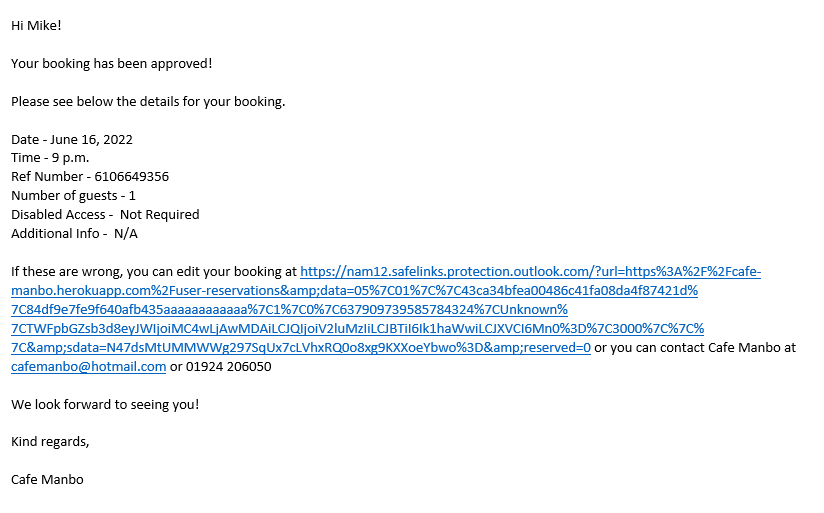 Hi Mike!
Your booking has been approved!
Please see below the details for your booking.
Date - June 16, 2022
Time - 9 p.m.
Ref Number - 6106649356
Number of guests - 1
Disabled Access -  Not Required
Additional Info -  N/A
If these are wrong, you can edit your booking at https://nam12.safelinks.protection.outlook.com/?url=https%3A%2F%2Fcafe-
manbo.herokuapp.com%2Fuser-reservations&amp;data=05%7C01%7C%7C43ca34bfea00486c41fa08da4f87421d%
7C84df9e7fe9f640afb435aaaaaaaaaaaa%7C1%7C0%7C637909739585784324%7CUnknown%
7CTWFpbGZsb3d8eyJWIjoiMC4wLjAwMDAiLCJQIjoiV2luMzIiLCJBTiI6Ik1haWwiLCJXVCI6Mn0%3D%7C3000%7C%7C%
7C&amp;sdata=N47dsMtUMMWWg297SqUx7cLVhxRQ0o8xg9KXXoeYbwo%3D&amp;reserved=0 or you can contact Cafe Manbo at
cafemanbo@hotmail.com or 01924 206050
We look forward to seeing you!
Kind regards,
Cafe Manbo